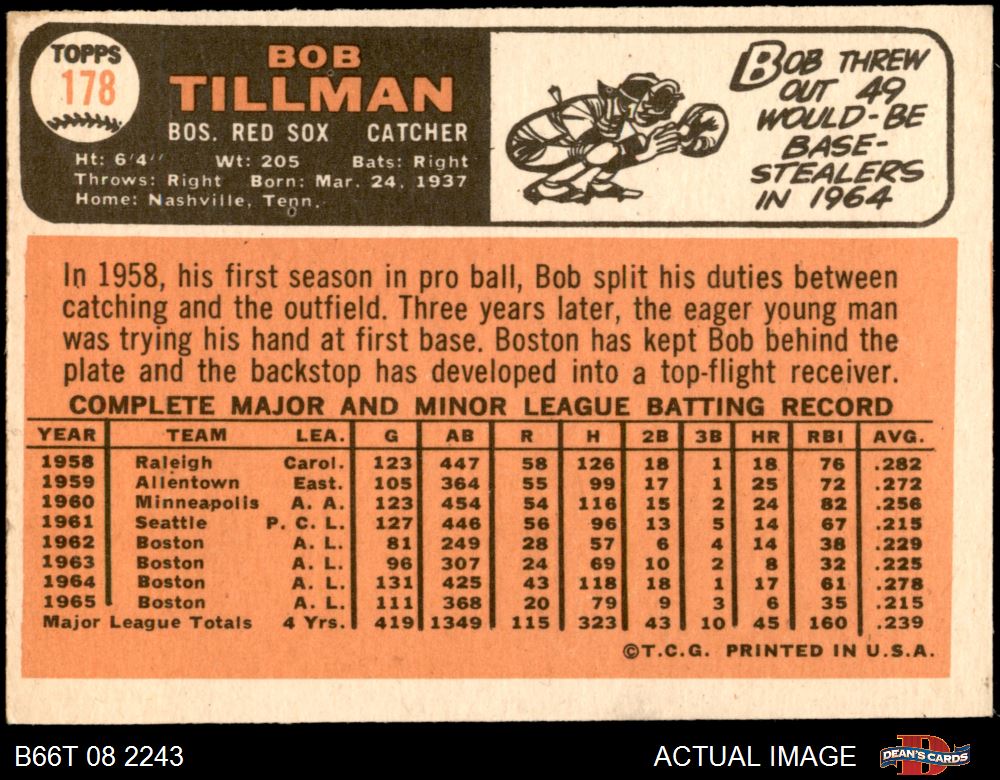 TOPPS
178
BOB
TILLMAN
BOS. RED SOX CATCHER
Ht: 6'4" Wt: 205 Bats: Right
Throws: Right Born: Mar. 24, 1937
Home: Nashville, Tenn.
BOB THREW
OUT 49
WOULD-BE
BASE-
STEALERS
IN 1964
In 1958, his first season in pro ball, Bob split his duties between
catching and the outfield. Three years later, the eager young man
was trying his hand at first base. Boston has kept Bob behind the
plate and the backstop has developed into a top-flight receiver.
COMPLETE MAJOR AND MINOR LEAGUE BATTING RECORD
YEAR TEAM LEA. G AB R H 2B 3B HR RBI AVG.
1958 Raleigh Carol. 123 447 58 126 18 1 18 76 .282
1959 Allentown East. 105 364 55 99 17 1 25 72 .272
1960 Minneapolis A. A. 123 454 54 116 15 2 24 82 .256
1961 Seattle P. C. L. 127 446 56 96 13 5 14 67 .215
1962 Boston A. L. 81 249 28 57 6 4 14 38 .229
1963 Boston A. L. 96 307 24 69 10 2 8 32 .225
1964 Boston A. L. 131 425 43 118 18 1 17 61 .278
1965 Boston A. L. 111 368 20 79 9 3 6 35 .215
Major League Totals 4 Yrs. 419 1349 115 323 43 10 45 160 .239
©T.C.G. PRINTED IN U.S.A.
B66T 08 2243 ACTUAL IMAGE DEAN'S CARDS